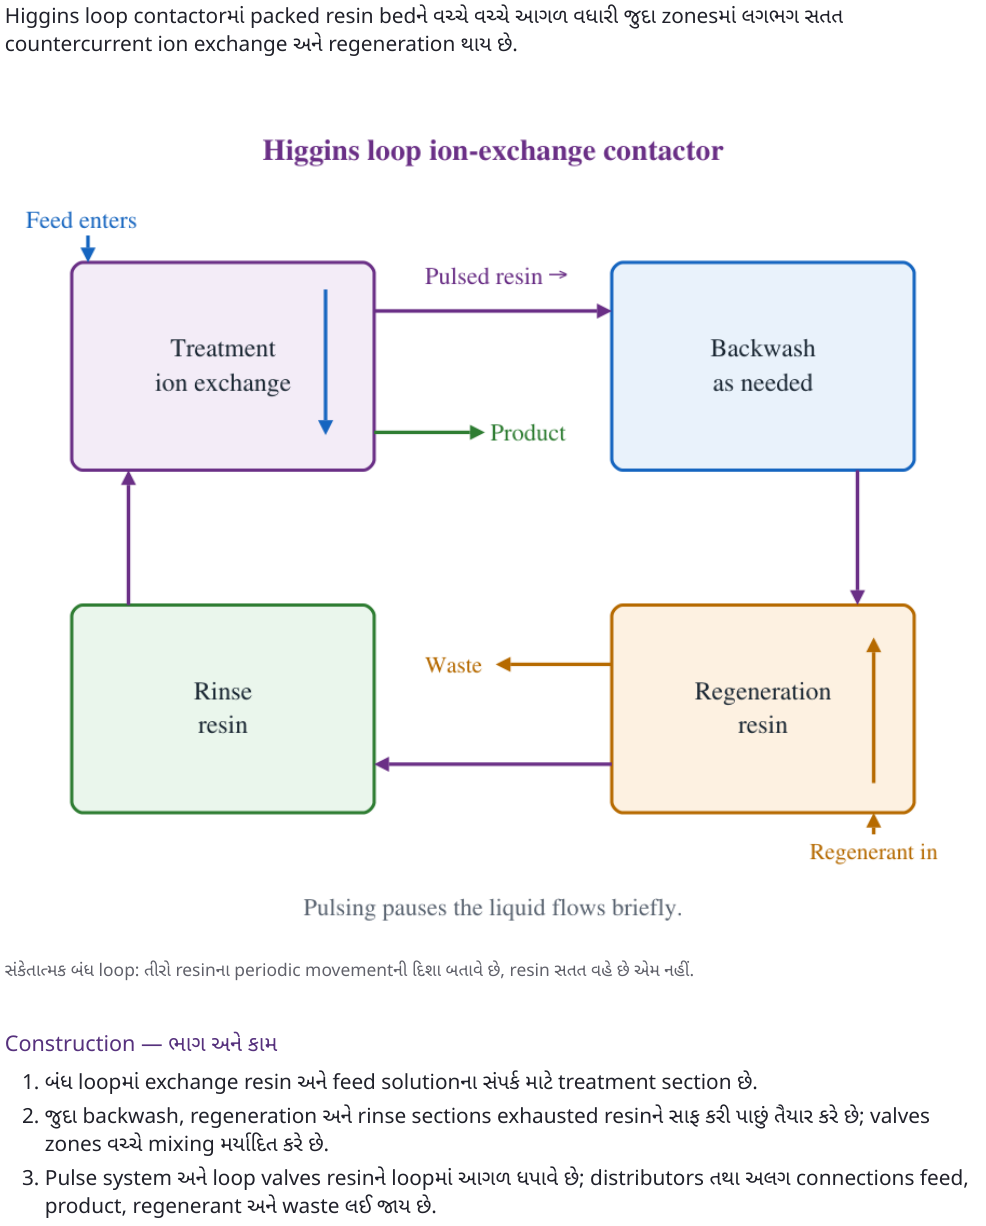 Higgins loop contactorમાં packed resin bedને વચ્ચે વચ્ચે આગળ વધારી જુદા zonesમાં લગભગ સતત
countercurrent ion exchange અને regeneration થાય છે.
Higgins loop ion-exchange contactor
Feed enters
Pulsed resin →
Treatment
ion exchange
Backwash
as needed
Product
Waste
Rinse
resin
Regeneration
resin
Regenerant in
Pulsing pauses the liquid flows briefly.
સંકેતાત્મક બંધ loop: તીરો resinના periodic movementની દિશા બતાવે છે, resin સતત વહે છે એમ નહીં.
Construction — ભાગ અને કામ
1. બંધ loopમાં exchange resin અને feed solutionના સંપર્ક માટે treatment section છે.
2. જુદા backwash, regeneration અને rinse sections exhausted resinને સાફ કરી પાછું તૈયાર કરે છે; valves
zones વચ્ચે mixing મર્યાદિત કરે છે.
3. Pulse system અને loop valves resinને loopમાં આગળ ધપાવે છે; distributors તથા અલગ connections feed,
product, regenerant અને waste લઈ જાય છે.